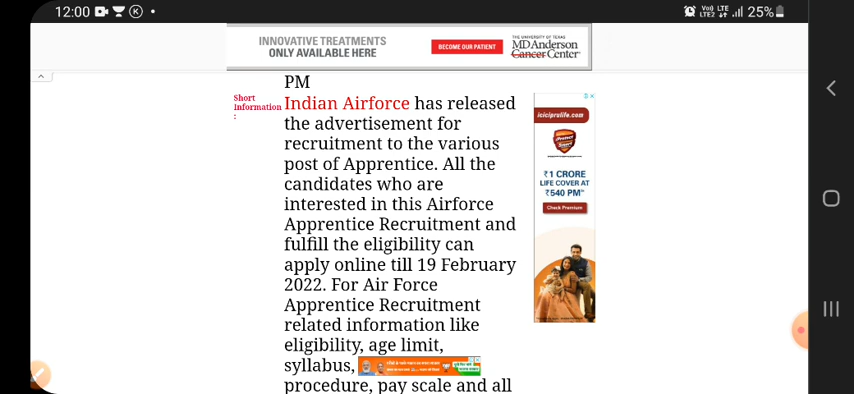 12:00 K
Vo)) LTE
LTE2
25%
INNOVATIVE TREATMENTS
ONLY AVAILABLE HERE
BECOME OUR PATIENT
THE UNIVERSITY OF TEXAS
MD Anderson
Cancer Center
PM
Short
Information
:
Indian Airforce has released
the advertisement for
recruitment to the various
post of Apprentice. All the
candidates who are
interested in this Airforce
Apprentice Recruitment and
fulfill the eligibility can
apply online till 19 February
2022. For Air Force
Apprentice Recruitment
related information like
eligibility, age limit,
syllabus,
procedure, pay scale and all
iciciprulife.com
₹1 CRORE
LIFE COVER AT
₹540 PM
Check Premium